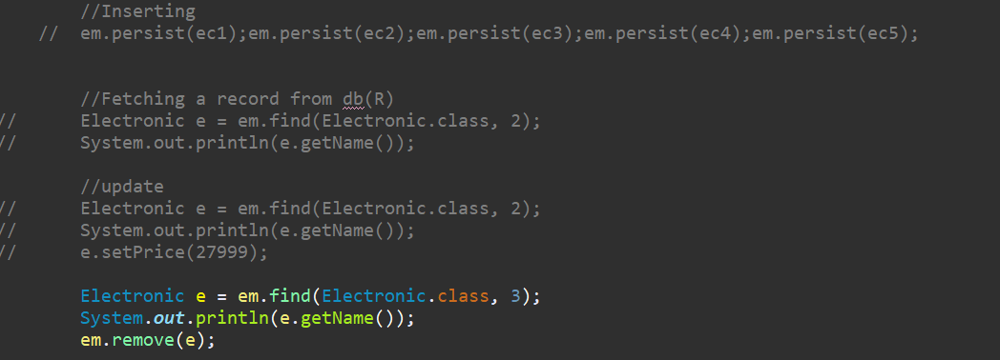 //Inserting
// em.persist(ec1);em.persist(ec2);em.persist(ec3);em.persist(ec4);em.persist(ec5);
//Fetching a record from db(R)
// Electronic e = em.find(Electronic.class, 2);
// System.out.println(e.getName());
//update
// Electronic e = em.find(Electronic.class, 2);
// System.out.println(e.getName());
// e.setPrice(27999);
Electronic e = em.find(Electronic.class, 3);
System.out.println(e.getName());
em.remove(e);